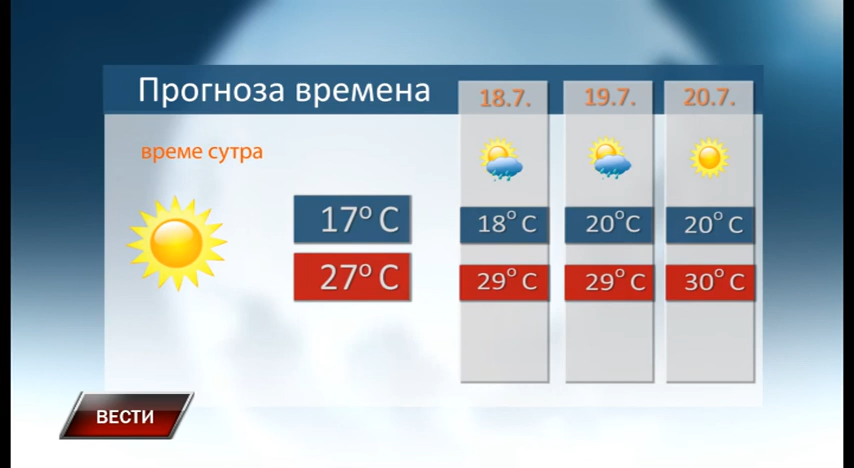 Прогноза времена
време сутра
17° C
27° C
18.7.
19.7.
20.7.
18° C
20°C
20° C
29° C
29° C
30° C
ВЕСТИ